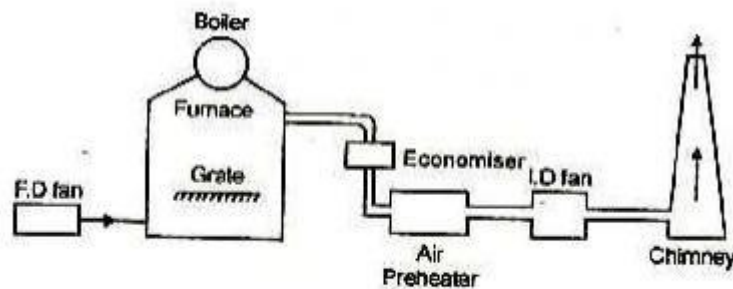 Boiler
Furnace
Grate
F.D fan
Economiser
I.D fan
Air
Preheater
Chimney